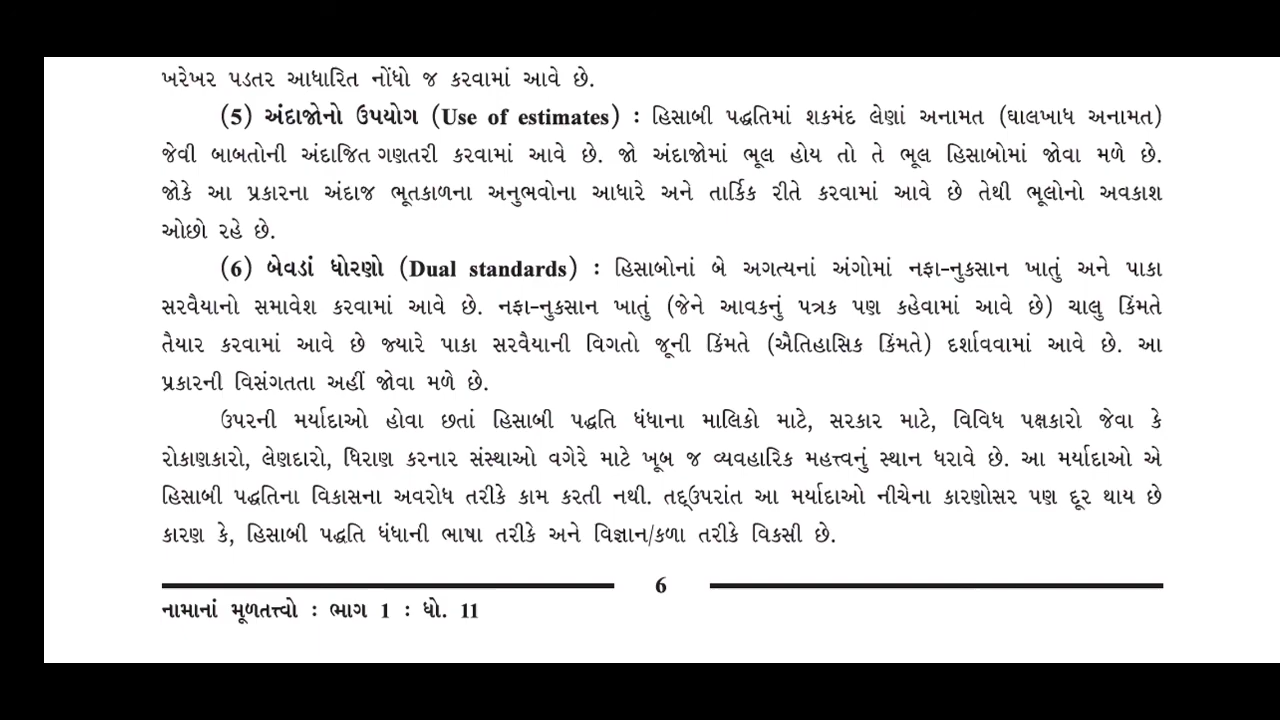 ખરેખર પડતર આધારિત નોંધો જ કરવામાં આવે છે.
(5) અંદાજોનો ઉપયોગ (Use of estimates) : હિસાબી પદ્ધતિમાં શકમંદ લેણાં અનામત (ઘાલખાધ અનામત)
જેવી બાબતોની અંદાજિત ગણતરી કરવામાં આવે છે. જો અંદાજોમાં ભૂલ હોય તો તે ભૂલ હિસાબોમાં જોવા મળે છે.
જોકે આ પ્રકારના અંદાજ ભૂતકાળના અનુભવોના આધારે અને તાર્કિક રીતે કરવામાં આવે છે તેથી ભૂલોનો અવકાશ
ઓછો રહે છે.
(6) બેવડાં ધોરણો (Dual standards) : હિસાબોનાં બે અગત્યનાં અંગોમાં નફા-નુકસાન ખાતું અને પાકા
સરવૈયાનો સમાવેશ કરવામાં આવે છે. નફા-નુકસાન ખાતું (જેને આવકનું પત્રક પણ કહેવામાં આવે છે) ચાલુ કિંમતે
તૈયાર કરવામાં આવે છે જ્યારે પાકા સરવૈયાની વિગતો જૂની કિંમતે (ઐતિહાસિક કિંમતે) દર્શાવવામાં આવે છે. આ
પ્રકારની વિસંગતતા અહીં જોવા મળે છે.
ઉપરની મર્યાદાઓ હોવા છતાં હિસાબી પદ્ધતિ ધંધાના માલિકો માટે, સરકાર માટે, વિવિધ પક્ષકારો જેવા કે
રોકાણકારો, લેણદારો, ધિરાણ કરનાર સંસ્થાઓ વગેરે માટે ખૂબ જ વ્યવહારિક મહત્ત્વનું સ્થાન ધરાવે છે. આ મર્યાદાઓ એ
હિસાબી પદ્ધતિના વિકાસના અવરોધ તરીકે કામ કરતી નથી. તદ્ઉપરાંત આ મર્યાદાઓ નીચેના કારણોસર પણ દૂર થાય છે
કારણ કે, હિસાબી પદ્ધતિ ધંધાની ભાષા તરીકે અને વિજ્ઞાન/કળા તરીકે વિકસી છે.
6
નામાનાં મૂળતત્ત્વો : ભાગ 1 : ધો. 11